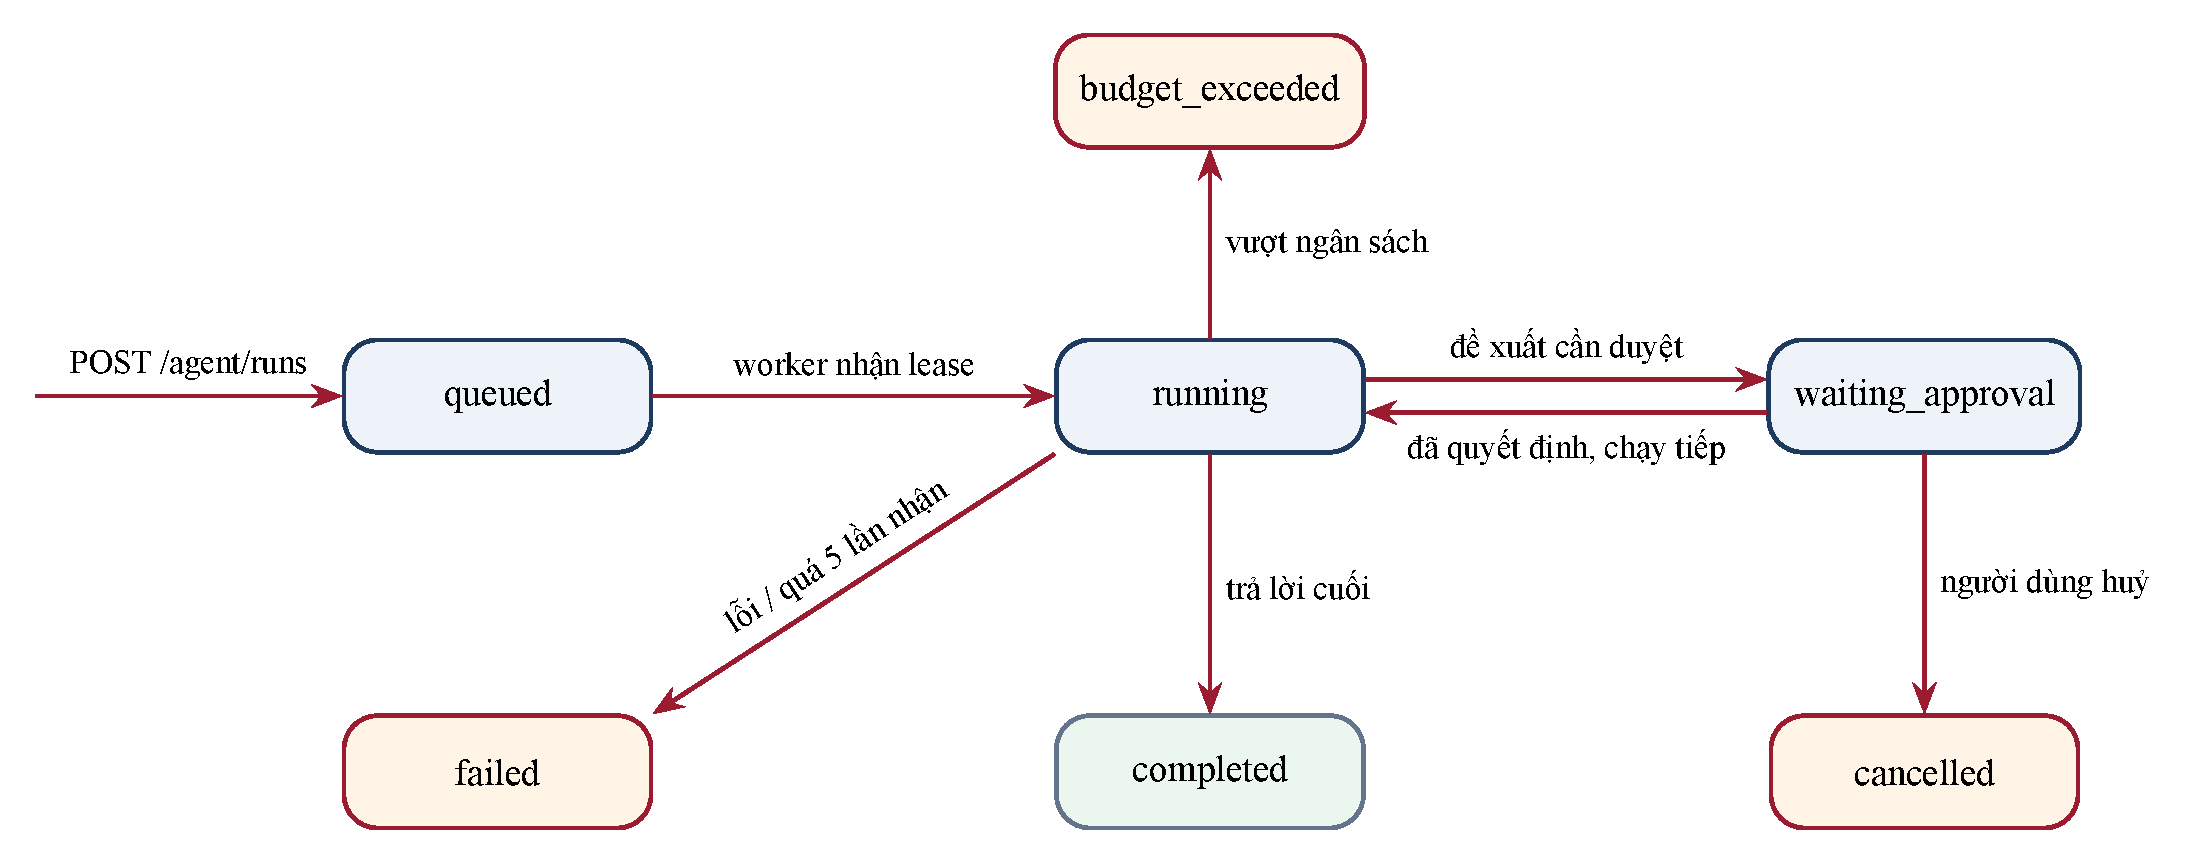 budget_exceeded
vượt ngân sách
POST /agent/runs
queued
worker nhận lease
running
đề xuất cần duyệt
waiting_approval
đã quyết định, chạy tiếp
lỗi / quá 5 lần nhận
trả lời cuối
người dùng huỷ
failed
completed
cancelled